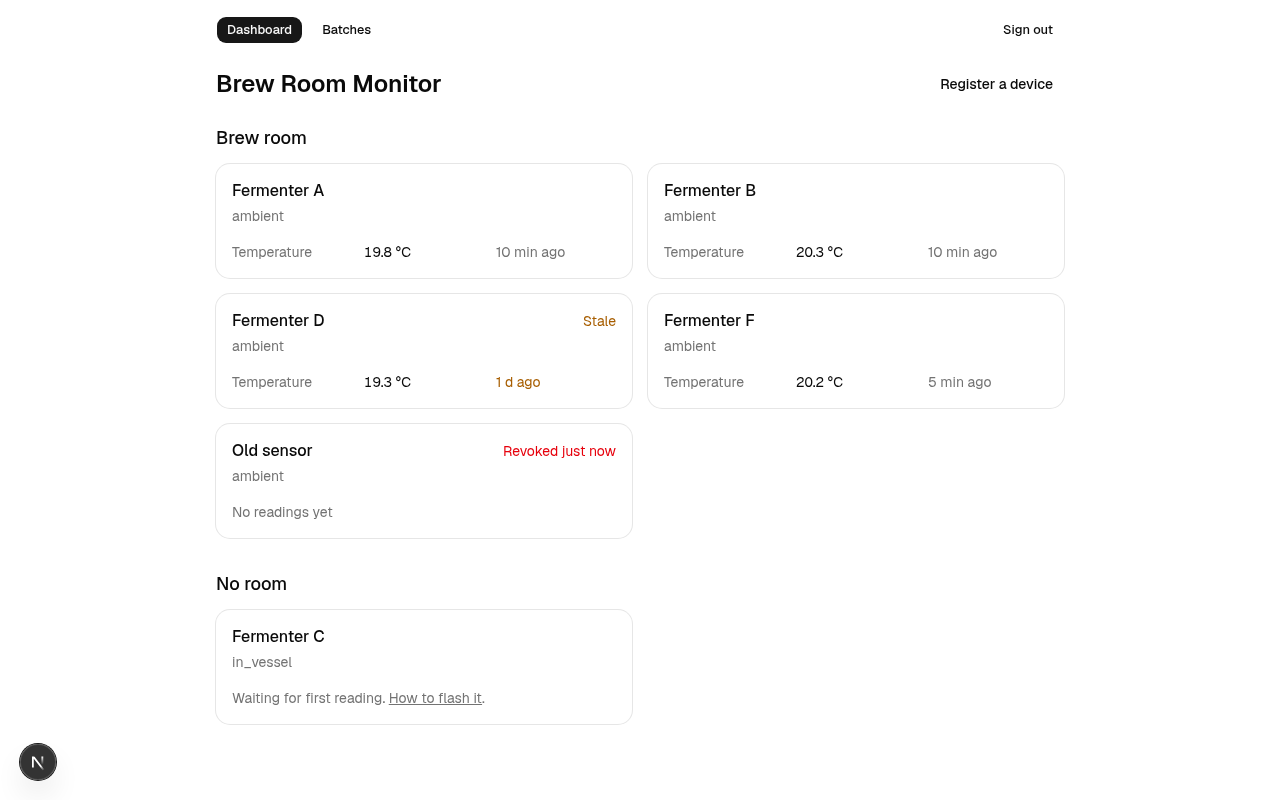 Dashboard Batches Sign out
Brew Room Monitor Register a device
Brew room
Fermenter A
ambient
Temperature 19.8 °C 10 min ago
Fermenter B
ambient
Temperature 20.3 °C 10 min ago
Fermenter D Stale
ambient
Temperature 19.3 °C 1 d ago
Fermenter F
ambient
Temperature 20.2 °C 5 min ago
Old sensor Revoked just now
ambient
No readings yet
No room
Fermenter C
in_vessel
Waiting for first reading. How to flash it.
N